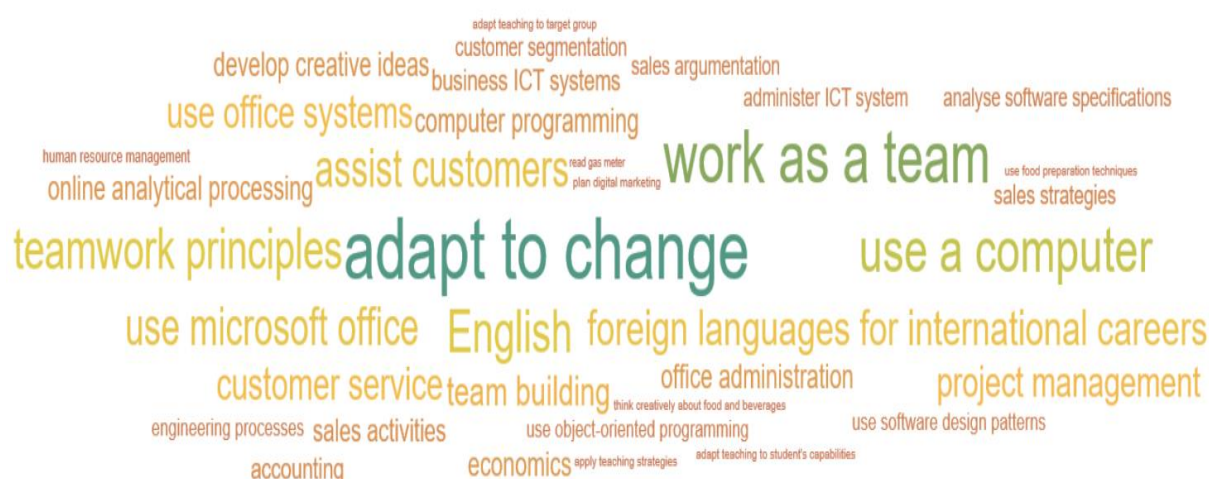 adapt teaching to target group
customer segmentation
develop creative ideas
sales argumentation
business ICT systems
administer ICT system
analyse software specifications
use office systems
computer programming
work as a team
human resource management
assist customers
read gas meter
use food preparation techniques
online analytical processing
plan digital marketing
sales strategies
teamwork principles
adapt to change
use a computer
use microsoft office
English
foreign languages for international careers
customer service
team building
office administration
project management
think creatively about food and beverages
engineering processes
sales activities
use object-oriented programming
use software design patterns
accounting
economics
apply teaching strategies
adapt teaching to student's capabilities